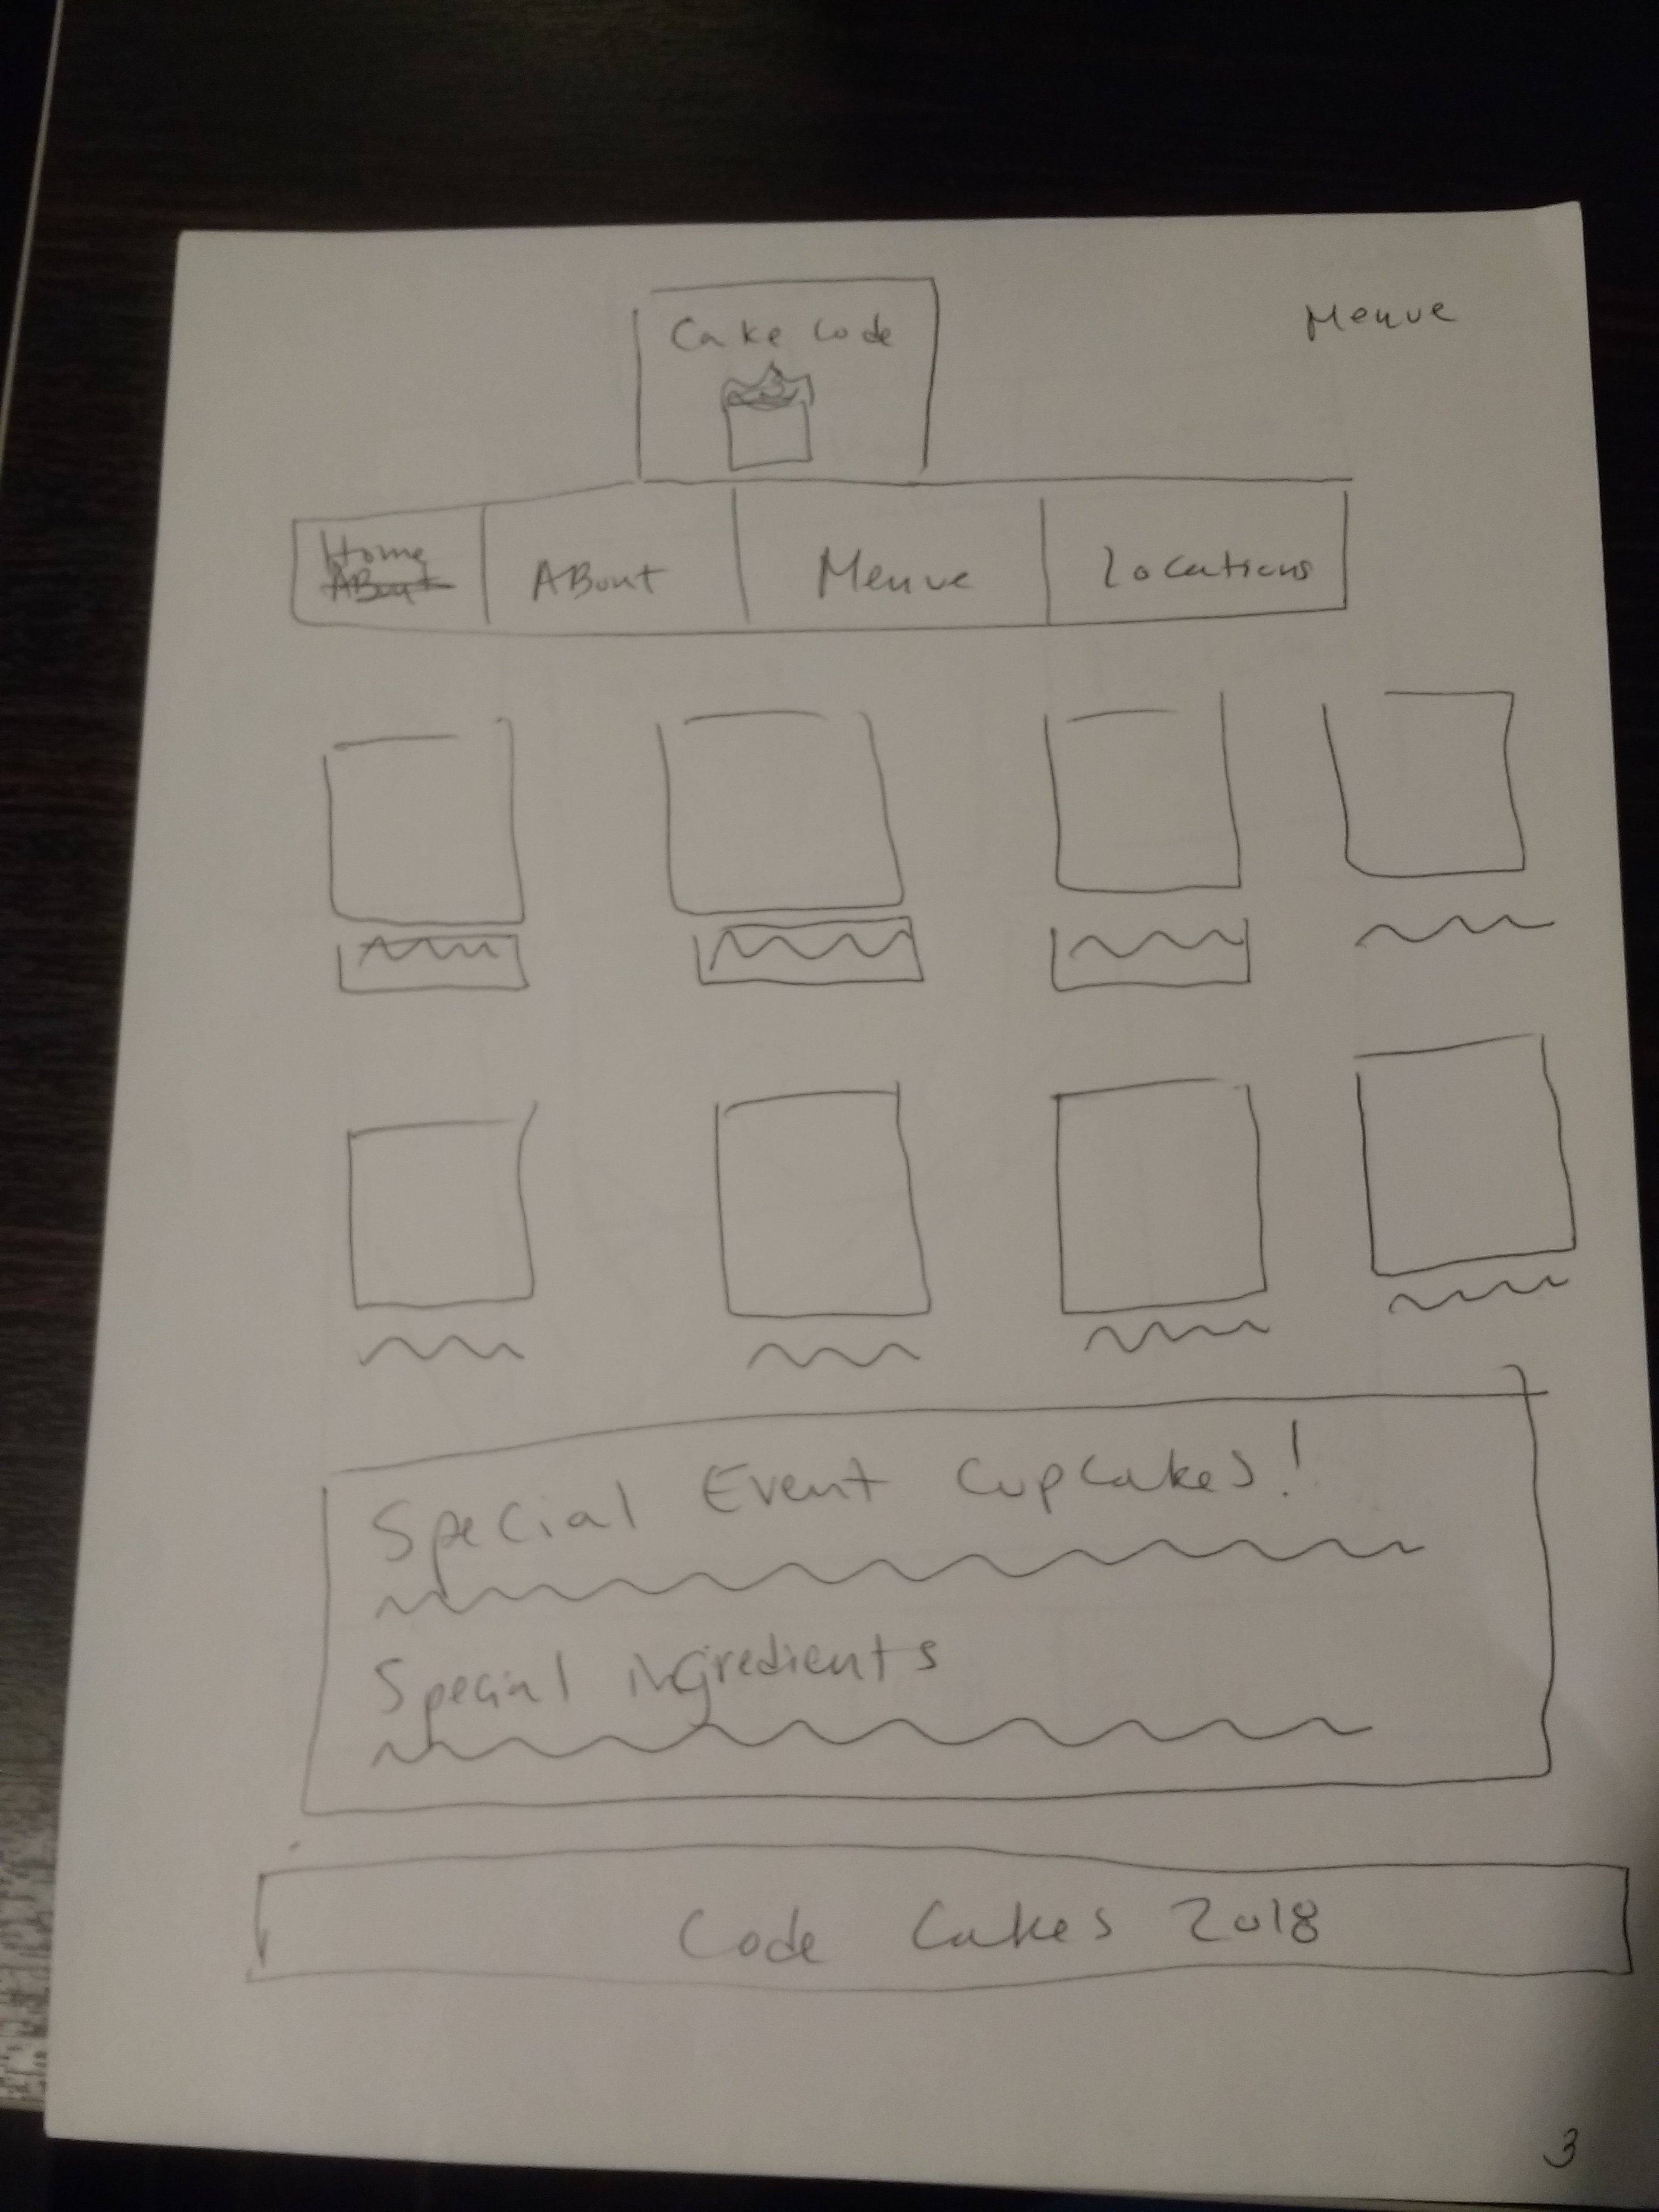 Cake Code
Menue
Home
About
ABout
Menue
Locations
Special Event Cupcakes!
Special ingredients
Code Cakes 2018
3